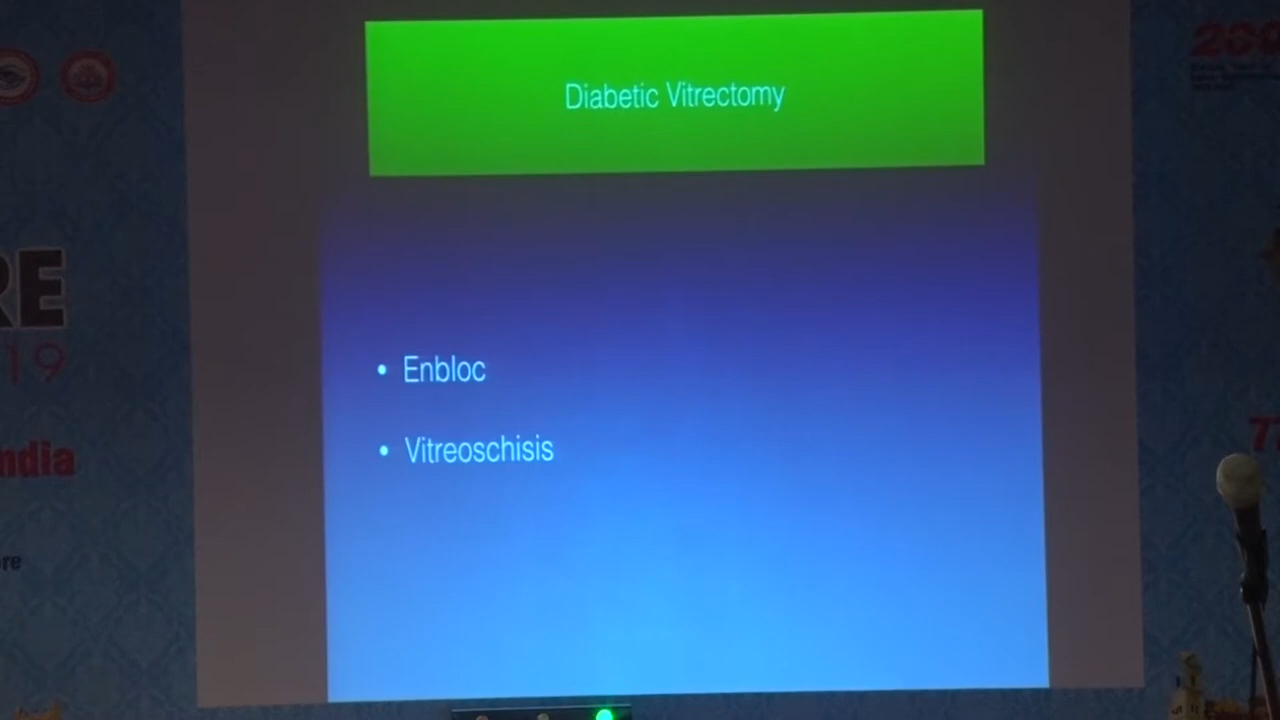 Diabetic Vitrectomy
• Enbloc
• Vitreoschisis
RE
19
ndia
re